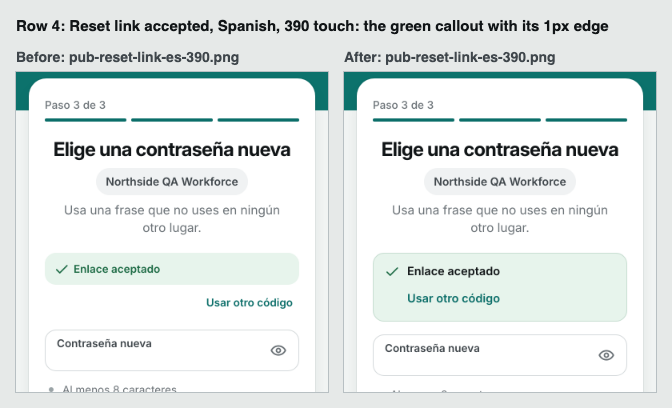 Row 4: Reset link accepted, Spanish, 390 touch: the green callout with its 1px edge
Before: pub-reset-link-es-390.png
Paso 3 de 3
Elige una contraseña nueva
Northside QA Workforce
Usa una frase que no uses en ningún
otro lugar.
Enlace aceptado
Usar otro código
Contraseña nueva
Al menos 8 caracteres
After: pub-reset-link-es-390.png
Paso 3 de 3
Elige una contraseña nueva
Northside QA Workforce
Usa una frase que no uses en ningún
otro lugar.
Enlace aceptado
Usar otro código
Contraseña nueva